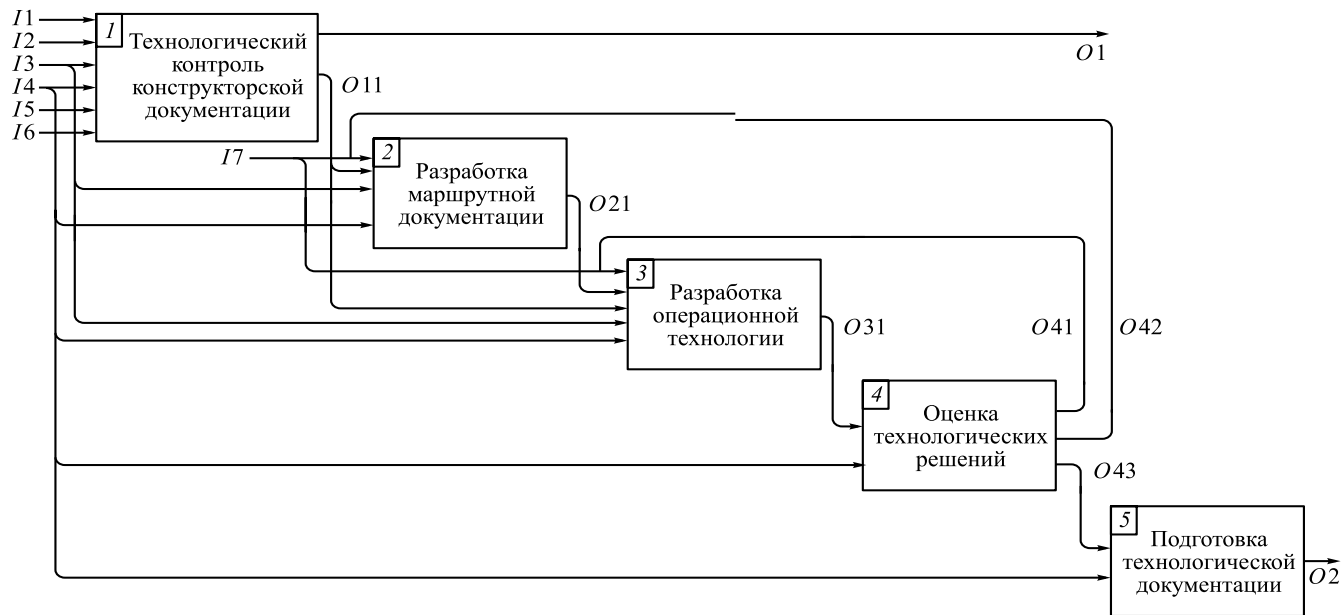 I1
I2
I3
I4
I5
I6
1
Технологический
контроль
конструкторской
документации
O1
O11
I7
2
Разработка
маршрутной
документации
O21
3
Разработка
операционной
технологии
O31
O41
O42
4
Оценка
технологических
решений
O43
5
Подготовка
технологической
документации
O2